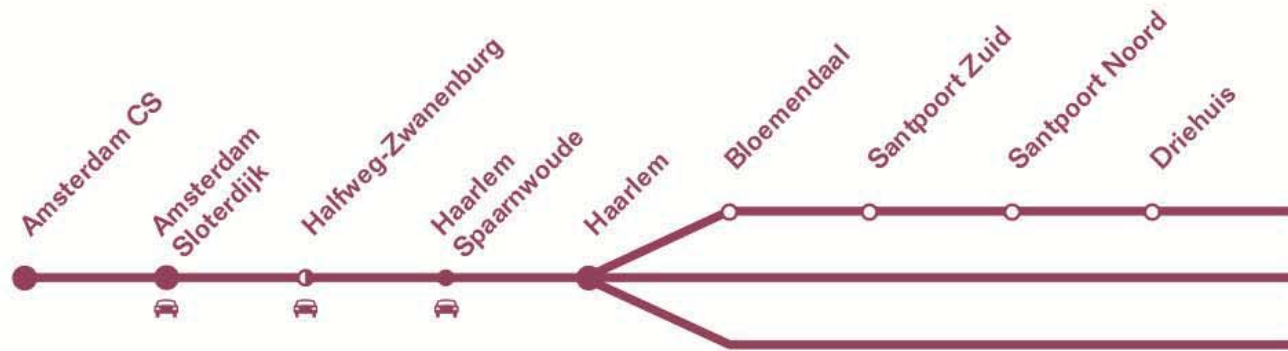 Amsterdam CS
Amsterdam
Sloterdijk
Halfweg-Zwanenburg
Haarlem
Spaarnwoude
Haarlem
Bloemendaal
Santpoort Zuid
Santpoort Noord
Driehuis